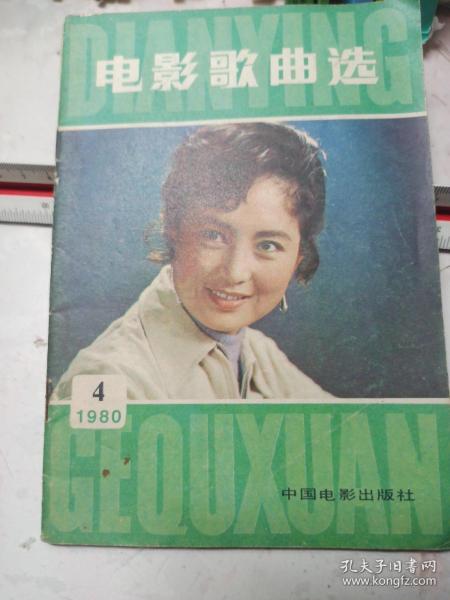 DIANYING
电影歌曲选
4
1980
GEQUXUAN
中国电影出版社
孔夫子旧书网
www.kongfz.com